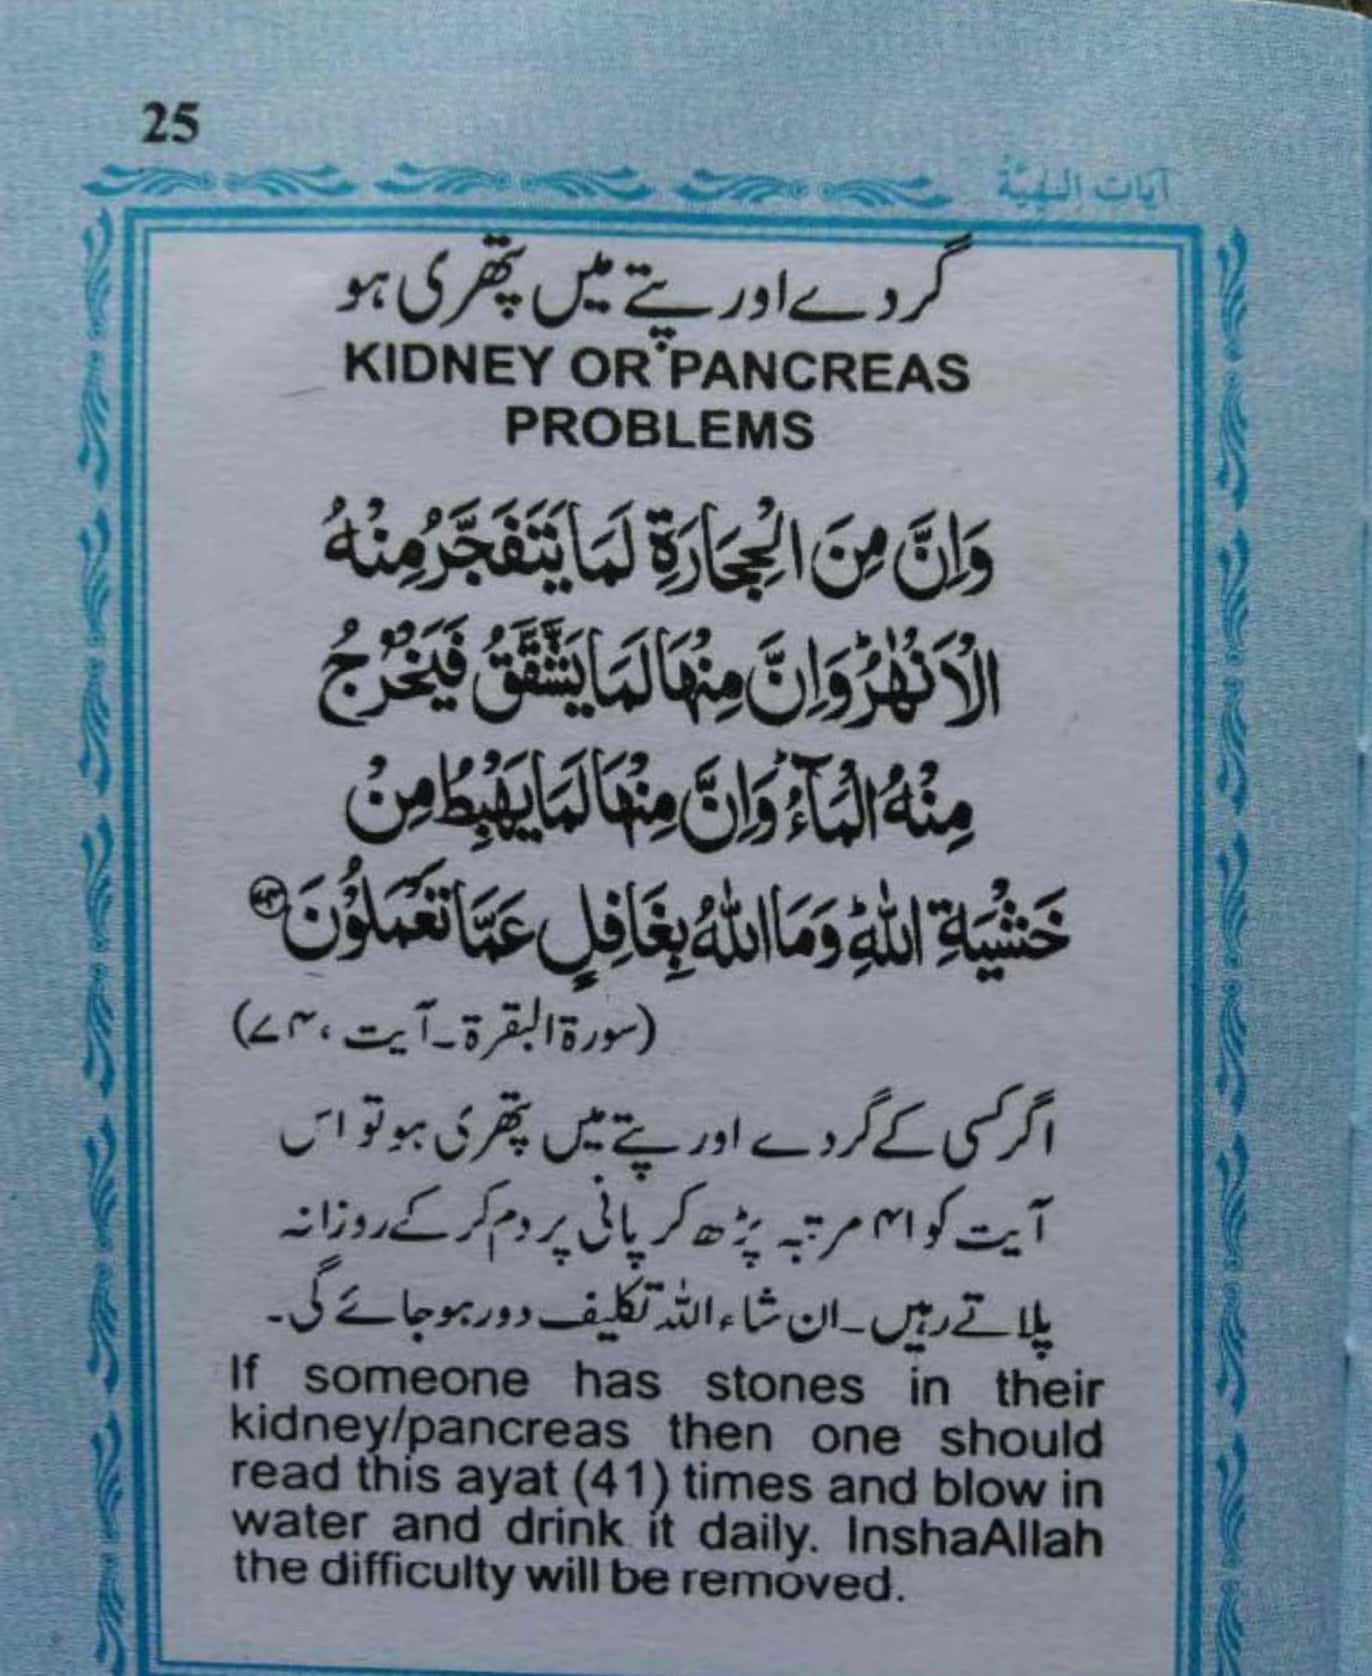 25
آیات الہیّہ
گردے اور پتے میں پتھری ہو
KIDNEY OR PANCREAS
PROBLEMS
وَاِنَّ مِنَ الْحِجَارَةِ لَمَا يَتَفَجَّرُ مِنْهُ
الْاَنْهٰرُ ؕ وَاِنَّ مِنْهَا لَمَا يَشَّقَّقُ فَيَخْرُجُ
مِنْهُ الْمَآءُ ؕ وَاِنَّ مِنْهَا لَمَا يَهْبِطُ مِنْ
خَشْيَةِ اللّٰهِ ؕ وَمَا اللّٰهُ بِغَافِلٍ عَمَّا تَعْمَلُوْنَ ۷۴
(سورۃ البقرۃ۔آیت، ۷۴)
اگر کسی کے گردے اور پتے میں پتھری ہو تو اس
آیت کو ۴۱ مرتبہ پڑھ کر پانی پر دم کر کے روزانہ
پلاتے رہیں۔ ان شاء اللہ تکلیف دور ہو جائے گی۔
If someone has stones in their
kidney/pancreas then one should
read this ayat (41) times and blow in
water and drink it daily. InshaAllah
the difficulty will be removed.